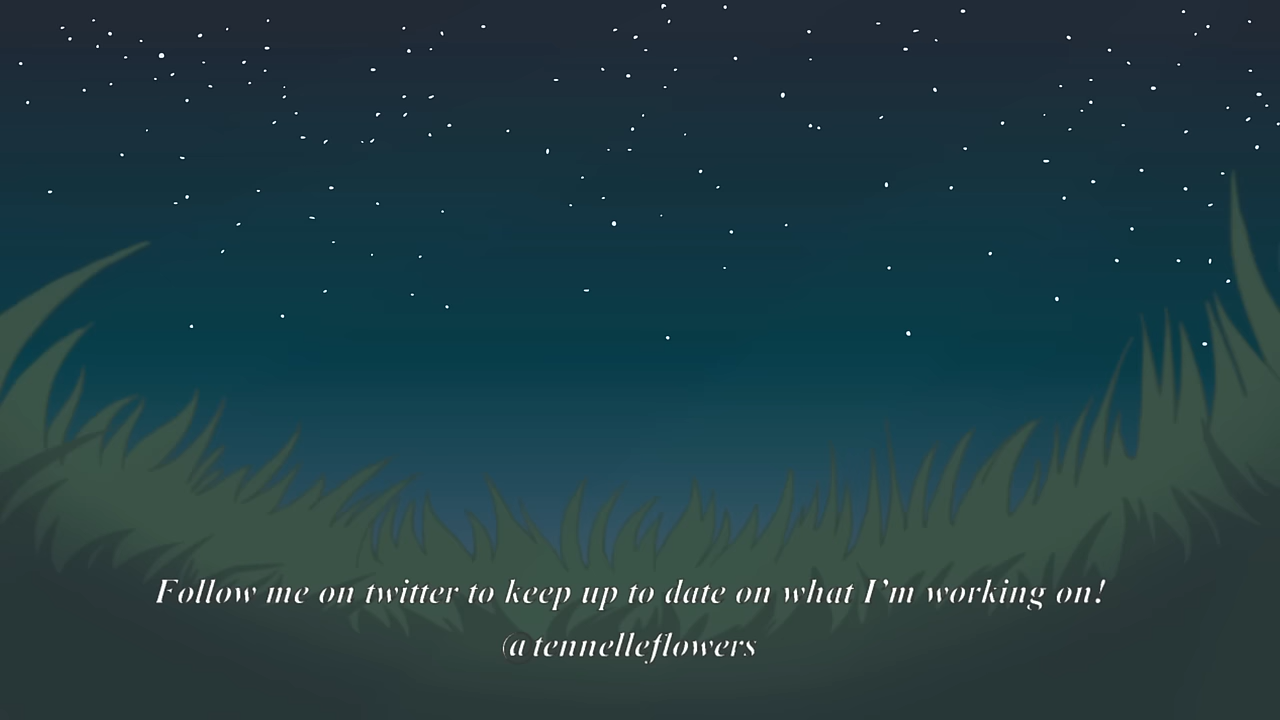 Follow me on twitter to keep up to date on what I'm working on!
@tennelleflowers